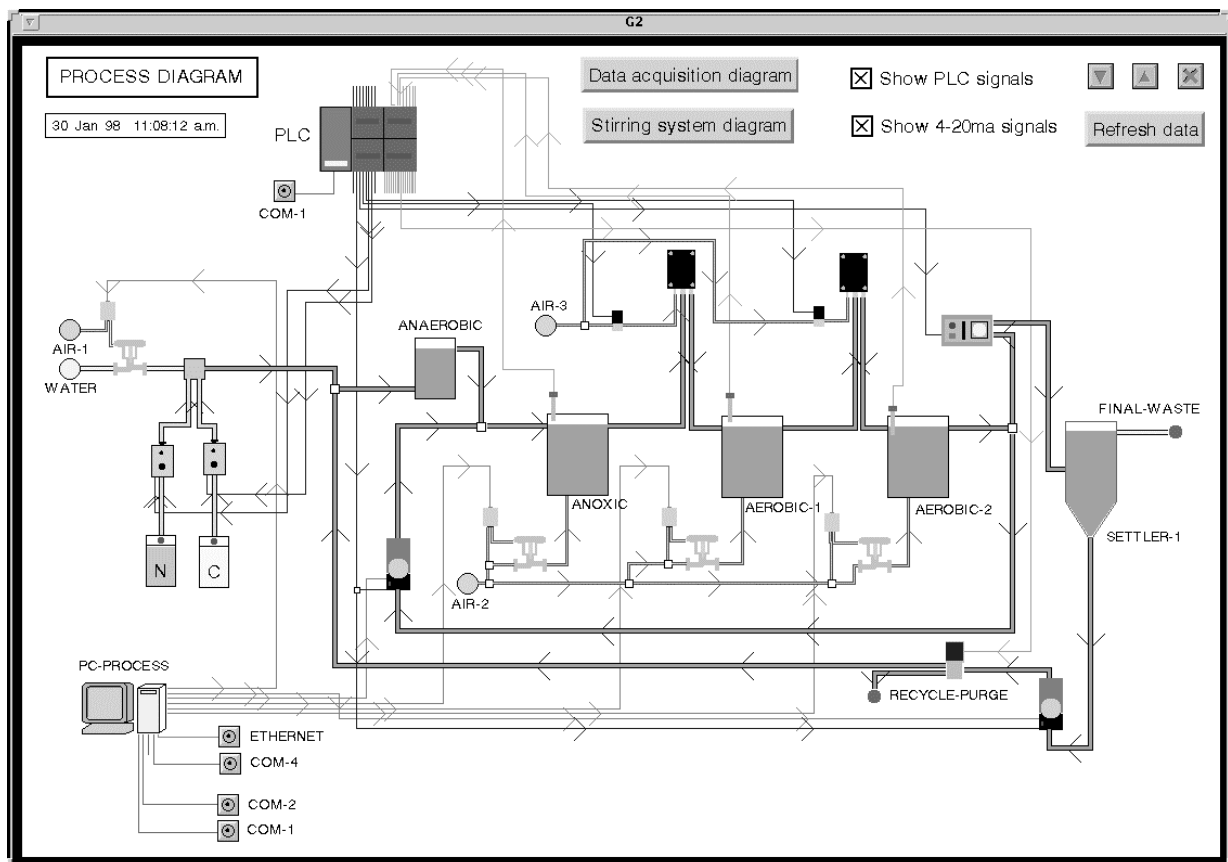 G2
PROCESS DIAGRAM
Data acquisition diagram
Show PLC signals
30 Jan 98 11:08:12 a.m.
Stirring system diagram
Show 4-20ma signals
Refresh data
PLC
COM-1
AIR-3
ANAEROBIC
AIR-1
WATER
FINAL-WASTE
ANOXIC
AEROBIC-1
AEROBIC-2
SETTLER-1
N
C
AIR-2
PC-PROCESS
RECYCLE-PURGE
ETHERNET
COM-4
COM-2
COM-1